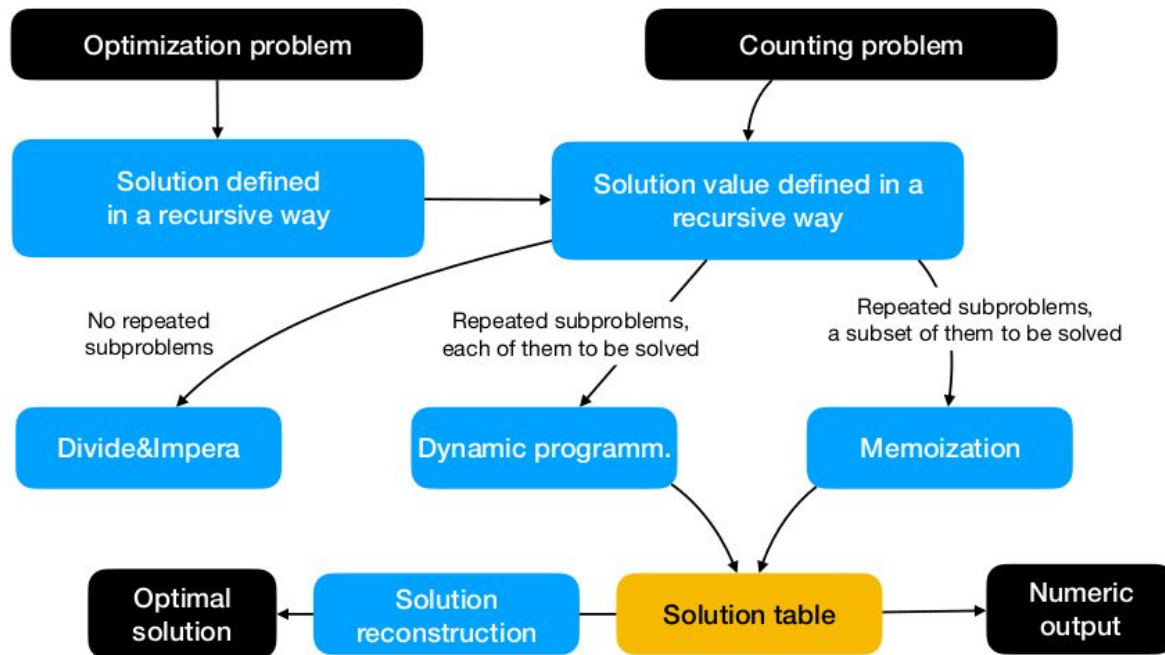 Optimization problem
Counting problem
Solution defined
in a recursive way
Solution value defined in a
recursive way
No repeated
subproblems
Repeated subproblems,
each of them to be solved
Repeated subproblems,
a subset of them to be solved
Divide&Impera
Dynamic programm.
Memoization
Optimal
solution
Solution
reconstruction
Solution table
Numeric
output